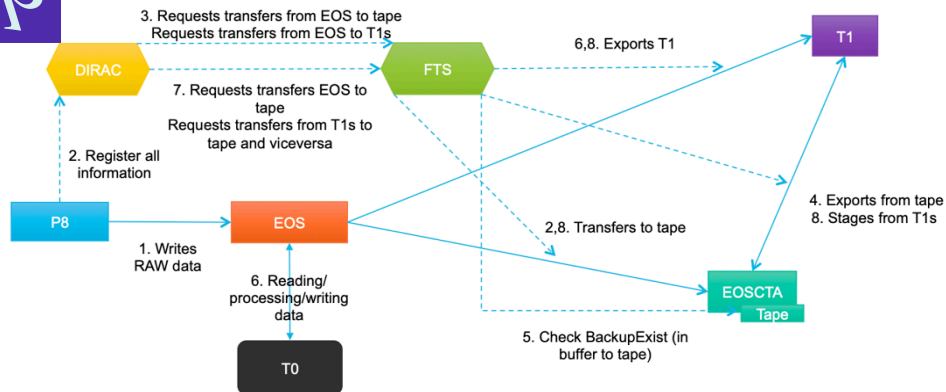 3. Requests transfers from EOS to tape
Requests transfers from EOS to T1s
T1
6,8. Exports T1
DIRAC
FTS
7. Requests transfers EOS to
tape
Requests transfers from T1s to
tape and viceversa
2. Register all
information
P8
EOS
4. Exports from tape
8. Stages from T1s
2,8. Transfers to tape
1. Writes
RAW data
6. Reading/
processing/writing
data
EOSCTA
Tape
5. Check BackupExist (in
buffer to tape)
T0